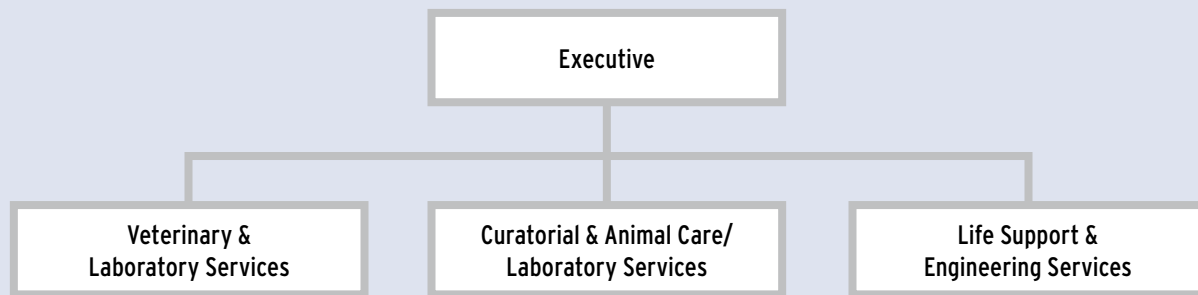 Executive
Veterinary &
Laboratory Services
Curatorial & Animal Care/
Laboratory Services
Life Support &
Engineering Services